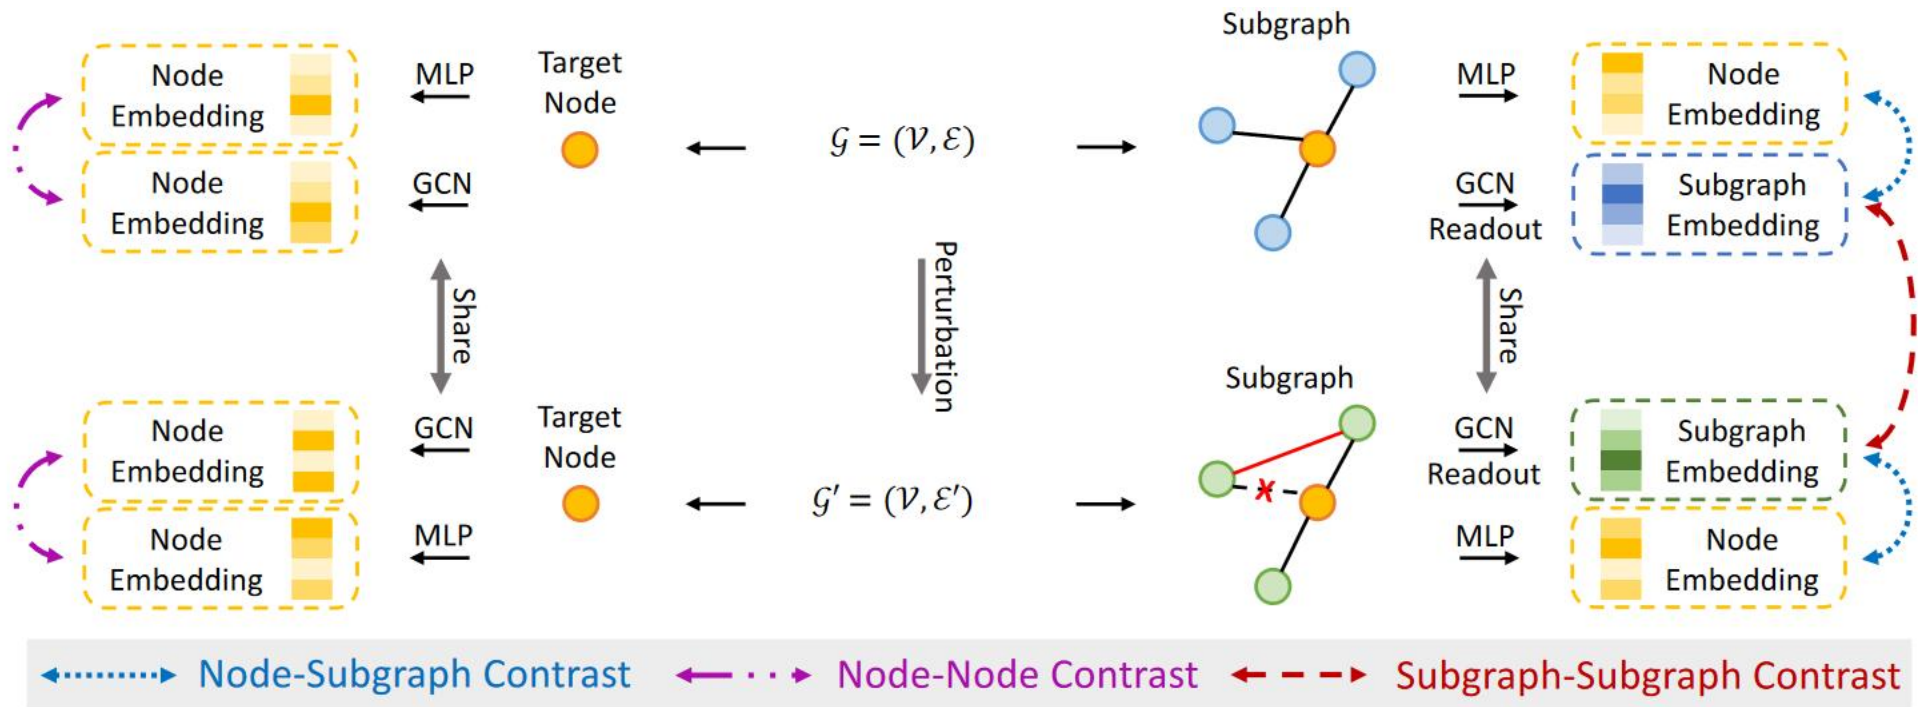 Subgraph
Node
Embedding
MLP
Target
Node
MLP
Node
Embedding
𝒢 = (𝒱, ℰ)
Node
Embedding
GCN
GCN
Readout
Subgraph
Embedding
Share
Perturbation
Share
Subgraph
Node
Embedding
GCN
Target
Node
GCN
Readout
Subgraph
Embedding
𝒢′ = (𝒱, ℰ′)
Node
Embedding
MLP
MLP
Node
Embedding
Node-Subgraph Contrast
Node-Node Contrast
Subgraph-Subgraph Contrast